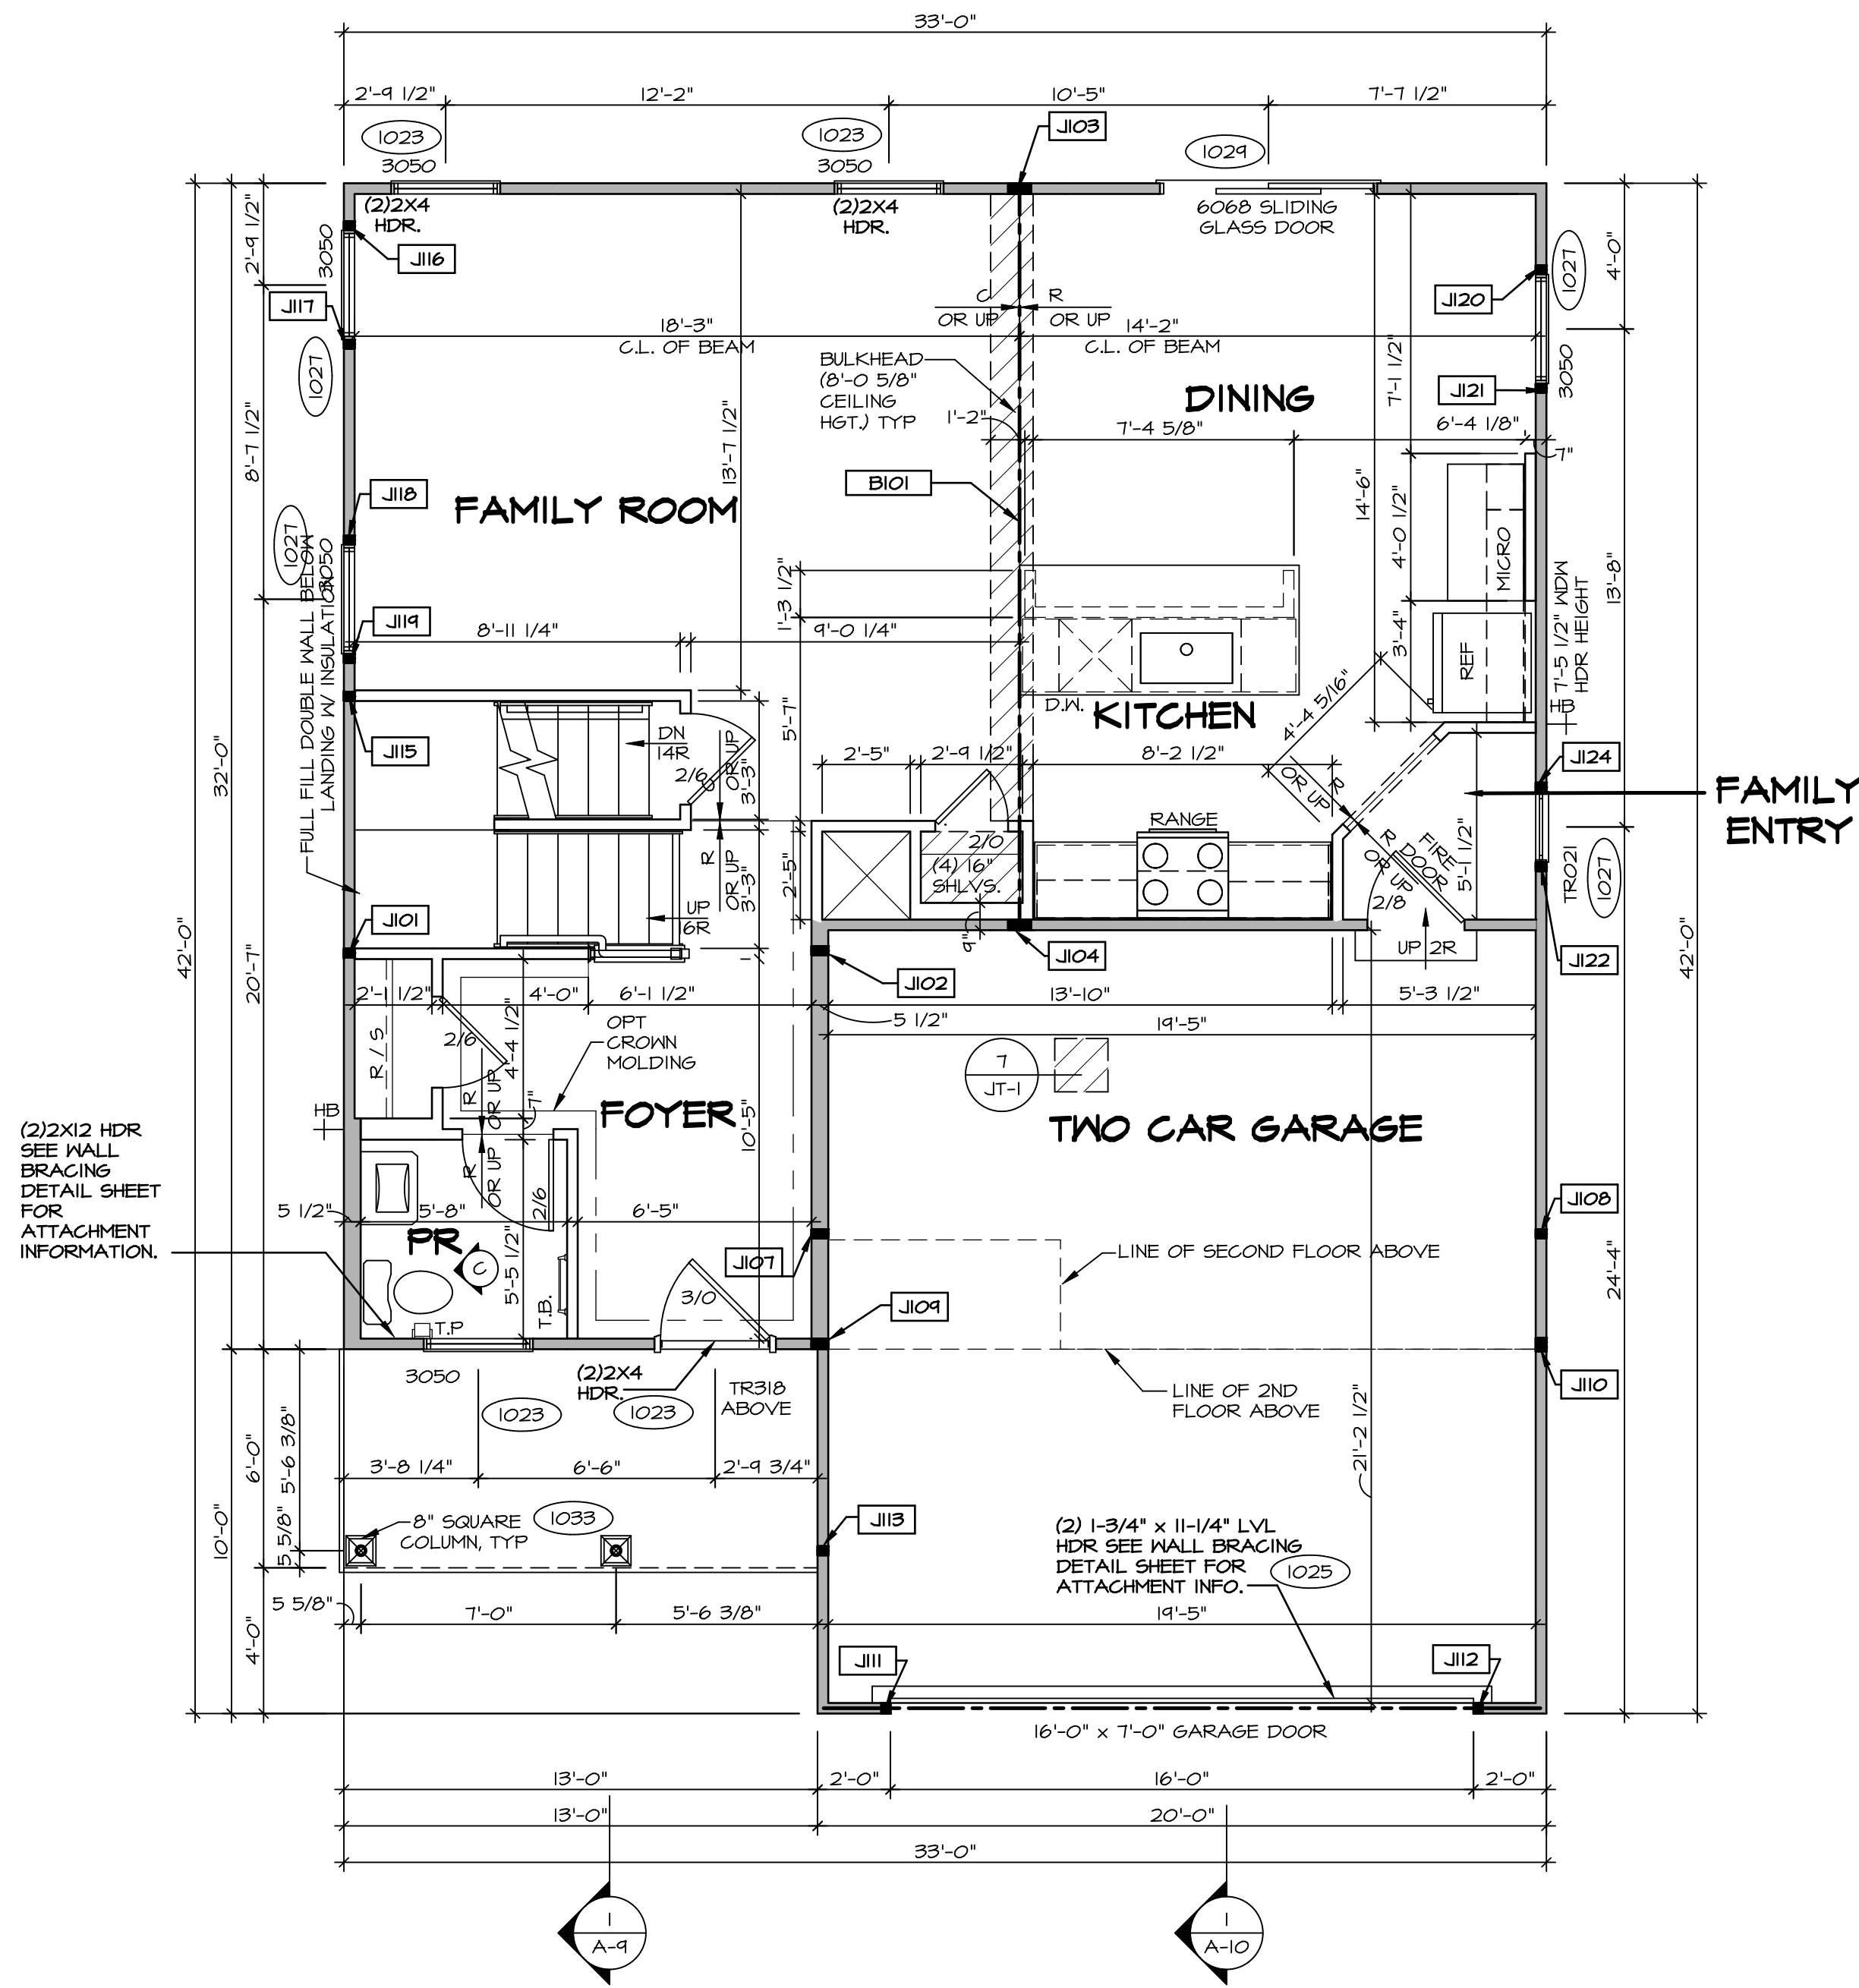 33'-0"
2'-9 1/2"
12'-2"
10'-5"
7'-7 1/2"
1023
1023
1029
J103
3050
3050
(2)2X4
HDR.
(2)2X4
HDR.
6068 SLIDING
GLASS DOOR
2'-9 1/2"
3050
J116
J117
1027
4'-0"
1027
J120
C
OR UP
R
OR UP
18'-3"
C.L. OF BEAM
14'-2"
C.L. OF BEAM
BULKHEAD
(8'-0 5/8"
CEILING
HGT.) TYP
DINING
7'-1 1/2"
J121
3050
1'-2"
7'-4 5/8"
6'-4 1/8"
7"
8'-7 1/2"
13'-7 1/2"
B101
J118
FAMILY ROOM
14'-6"
4'-0 1/2"
MICRO
1027
3050
13'-8"
7'-5 1/2" WDW
HDR HEIGHT
FULL FILL DOUBLE WALL BELOW
LANDING W/ INSULATION
J119
8'-11 1/4"
9'-0 1/4"
1'-3 1/2"
3'-4"
REF
HB
D.W.
KITCHEN
4'-4 5/16"
5'-7"
J115
DN
14R
2/6
OR UP
3'-3"
2'-5"
2'-9 1/2"
8'-2 1/2"
R
OR UP
J124
FAMILY
ENTRY
32'-0"
42'-0"
20'-7"
42'-0"
RANGE
2/0
(4) 16"
SHLVS.
R
OR UP
FIRE
DOOR
5'-1 1/2"
2/8
TR021
1027
R
OR UP
3'-3"
2'-5"
UP
6R
J101
9"
J104
UP 2R
J122
J102
2'-1 1/2"
4'-0"
6'-1 1/2"
13'-10"
5'-3 1/2"
5 1/2"
19'-5"
OPT
CROWN
MOLDING
R / S
2/6
4'-4 1/2"
R
OR UP
7"
7
JT-1
HB
FOYER
10'-5"
TWO CAR GARAGE
(2)2X12 HDR
SEE WALL
BRACING
DETAIL SHEET
FOR
ATTACHMENT
INFORMATION.
R
OR UP
2/6
5 1/2"
5'-8"
6'-5"
J108
PR
C
5'-5 1/2"
T.B.
J107
LINE OF SECOND FLOOR ABOVE
24'-4"
3/0
J109
T.P
3050
(2)2X4
HDR.
TR318
ABOVE
LINE OF 2ND
FLOOR ABOVE
J110
1023
1023
21'-2 1/2"
3'-8 1/4"
6'-6"
2'-9 3/4"
6'-0"
5'-6 3/8"
10'-0"
5 5/8"
8" SQUARE
COLUMN, TYP
1033
J113
(2) 1-3/4" x 11-1/4" LVL
HDR SEE WALL BRACING
DETAIL SHEET FOR
ATTACHMENT INFO.
1025
5 5/8"
7'-0"
5'-6 3/8"
19'-5"
4'-0"
J111
J112
16'-0" x 7'-0" GARAGE DOOR
13'-0"
2'-0"
16'-0"
2'-0"
13'-0"
20'-0"
33'-0"
1
A-9
1
A-10